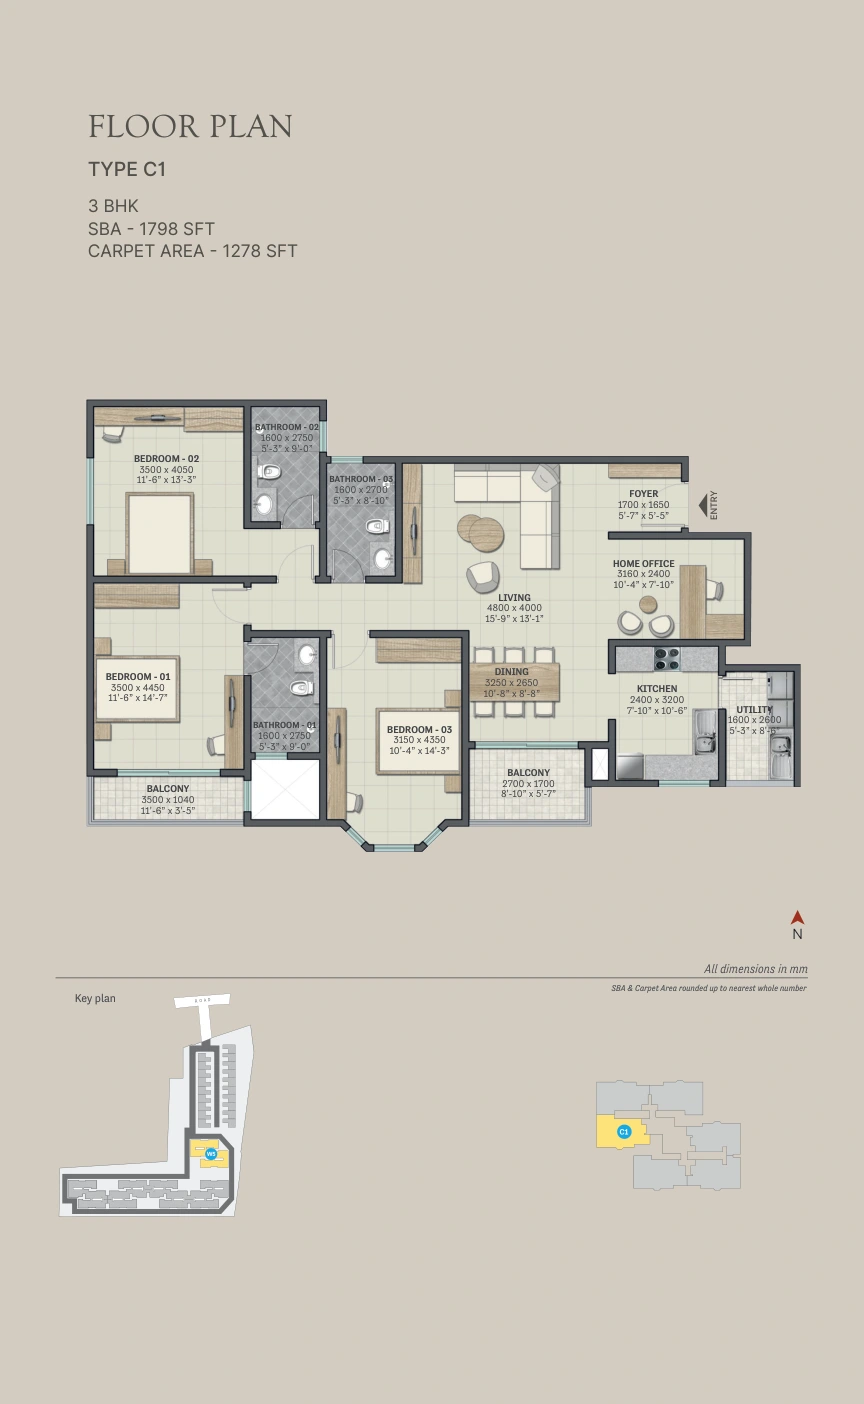 FLOOR PLAN
TYPE C1
3 BHK
SBA - 1798 SFT
CARPET AREA - 1278 SFT
BATHROOM - 02
1600 x 2750
5'-3" x 9'-0"
BEDROOM - 02
3500 x 4050
11'-6" x 13'-3"
BATHROOM - 03
1600 x 2700
5'-3" x 8'-10"
FOYER
1700 x 1650
5'-7" x 5'-5"
ENTRY
HOME OFFICE
3160 x 2400
10'-4" x 7'-10"
LIVING
4800 x 4000
15'-9" x 13'-1"
BEDROOM - 01
3500 x 4450
11'-6" x 14'-7"
DINING
3250 x 2650
10'-8" x 8'-8"
KITCHEN
2400 x 3200
7'-10" x 10'-6"
UTILITY
1600 x 2600
5'-3" x 8'-6"
BATHROOM - 01
1600 x 2750
5'-3" x 9'-0"
BEDROOM - 03
3150 x 4350
10'-4" x 14'-3"
BALCONY
2700 x 1700
8'-10" x 5'-7"
BALCONY
3500 x 1040
11'-6" x 3'-5"
N
All dimensions in mm
SBA & Carpet Area rounded up to nearest whole number
Key plan
ROAD
C1
W5